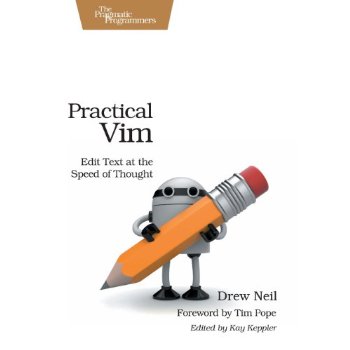 The
Pragmatic
Programmers
Practical
Vim
Edit Text at the
Speed of Thought
Drew Neil
Foreword by Tim Pope
Edited by Kay Keppler